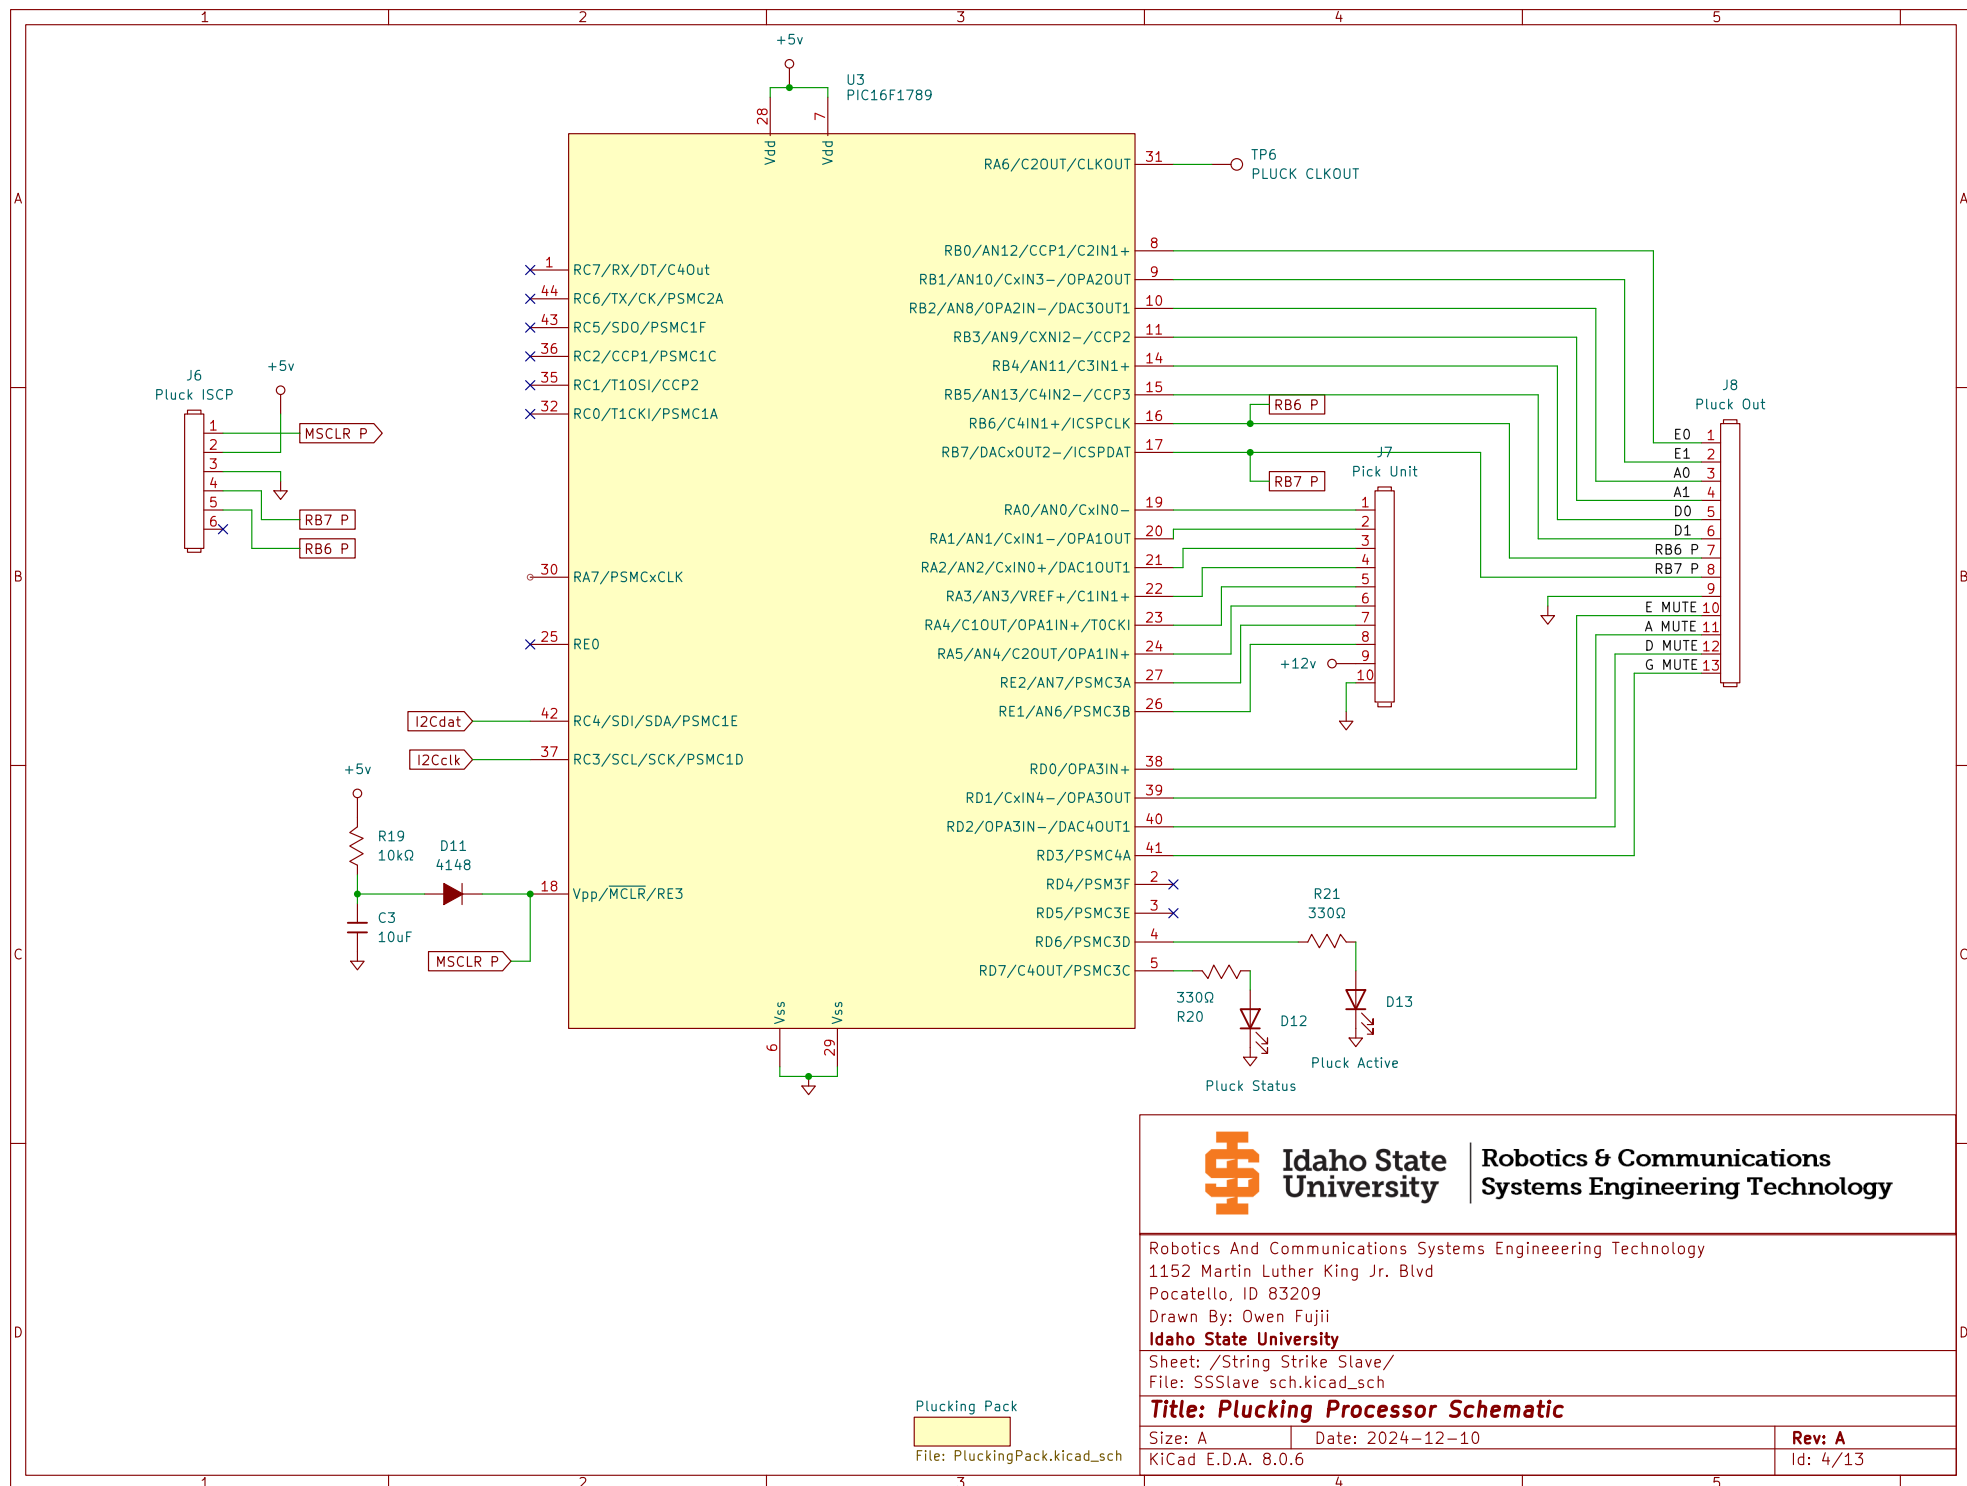 1 2 3 4 5
A
B
C
D
A
B
C
D
+5v
U3
PIC16F1789
28
7
Vdd
Vdd
RA6/C2OUT/CLKOUT 31
TP6
PLUCK CLKOUT
RB0/AN12/CCP1/C2IN1+ 8
RB1/AN10/CxIN3-/OPA2OUT 9
RB2/AN8/OPA2IN-/DAC3OUT1 10
RB3/AN9/CXNI2-/CCP2 11
RB4/AN11/C3IN1+ 14
RB5/AN13/C4IN2-/CCP3 15
RB6/C4IN1+/ICSPCLK 16
RB7/DACxOUT2-/ICSPDAT 17
RB6 P
RB7 P
1 RC7/RX/DT/C4Out
44 RC6/TX/CK/PSMC2A
43 RC5/SDO/PSMC1F
36 RC2/CCP1/PSMC1C
35 RC1/T1OSI/CCP2
32 RC0/T1CKI/PSMC1A
J6
Pluck ISCP
+5v
1
2
3
4
5
6
MSCLR P
RB7 P
RB6 P
30 RA7/PSMCxCLK
25 RE0
I2Cdat
42 RC4/SDI/SDA/PSMC1E
I2Cclk
37 RC3/SCL/SCK/PSMC1D
+5v
R19
10kΩ
D11
4148
18 Vpp/MCLR/RE3
C3
10uF
MSCLR P
RA0/AN0/CxIN0- 19
RA1/AN1/CxIN1-/OPA1OUT 20
RA2/AN2/CxIN0+/DAC1OUT1 21
RA3/AN3/VREF+/C1IN1+ 22
RA4/C1OUT/OPA1IN+/T0CKI 23
RA5/AN4/C2OUT/OPA1IN+ 24
RE2/AN7/PSMC3A 27
RE1/AN6/PSMC3B 26
J7
Pick Unit
1
2
3
4
5
6
7
8
+12v 9
10
J8
Pluck Out
E0 1
E1 2
A0 3
A1 4
D0 5
D1 6
RB6 P 7
RB7 P 8
9
E MUTE 10
A MUTE 11
D MUTE 12
G MUTE 13
RD0/OPA3IN+ 38
RD1/CxIN4-/OPA3OUT 39
RD2/OPA3IN-/DAC4OUT1 40
RD3/PSMC4A 41
RD4/PSM3F 2
RD5/PSMC3E 3
RD6/PSMC3D 4
RD7/C4OUT/PSMC3C 5
R21
330Ω
330Ω
R20
D12
D13
Pluck Status
Pluck Active
Vss
Vss
6
29
Idaho State
University
Robotics & Communications
Systems Engineering Technology
Robotics And Communications Systems Engineeering Technology
1152 Martin Luther King Jr. Blvd
Pocatello, ID 83209
Drawn By: Owen Fujii
Idaho State University
Sheet: /String Strike Slave/
File: SSSlave sch.kicad_sch
Title: Plucking Processor Schematic
Size: A Date: 2024-12-10 Rev: A
KiCad E.D.A. 8.0.6 Id: 4/13
Plucking Pack
File: PluckingPack.kicad_sch
1 2 3 4 5